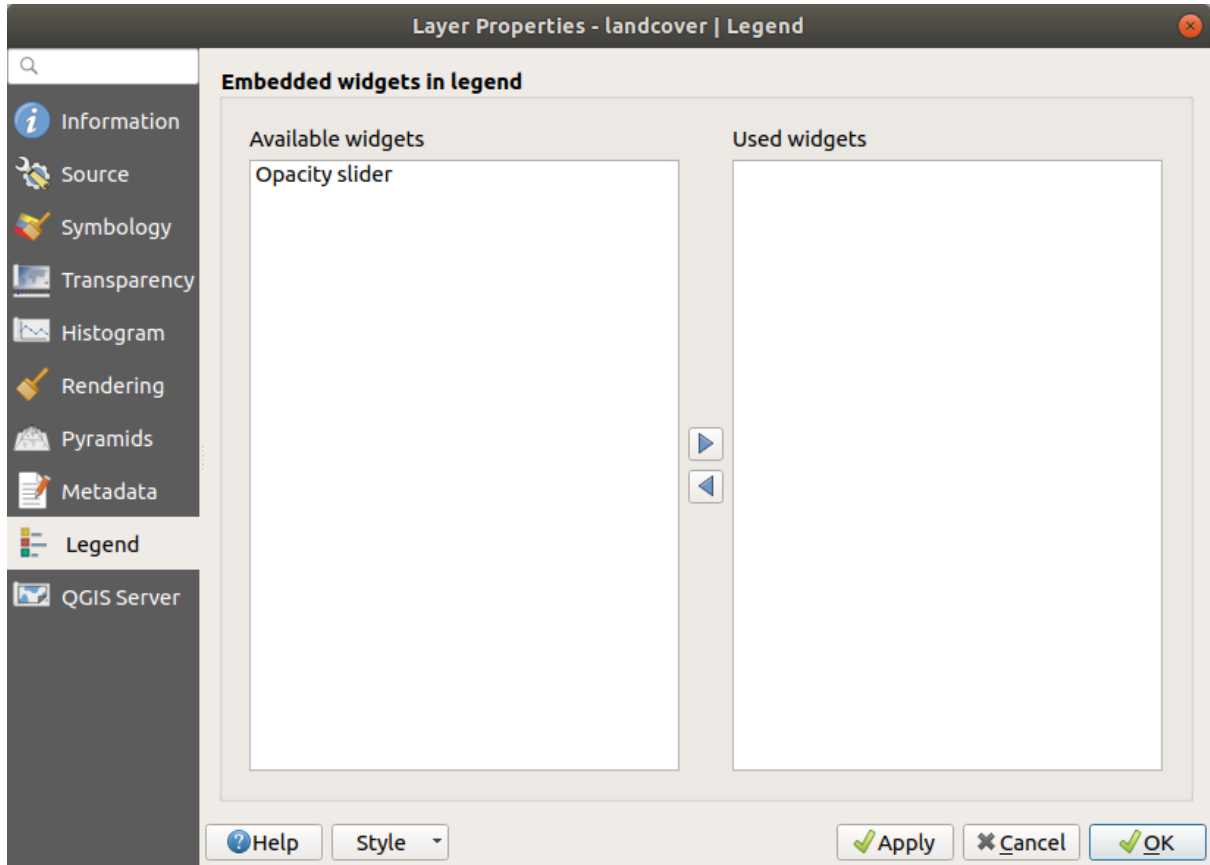 Layer Properties - landcover | Legend
Embedded widgets in legend
Information
Source
Symbology
Transparency
Histogram
Rendering
Pyramids
Metadata
Legend
QGIS Server
Available widgets
Opacity slider
Used widgets
Help
Style
Apply
Cancel
OK